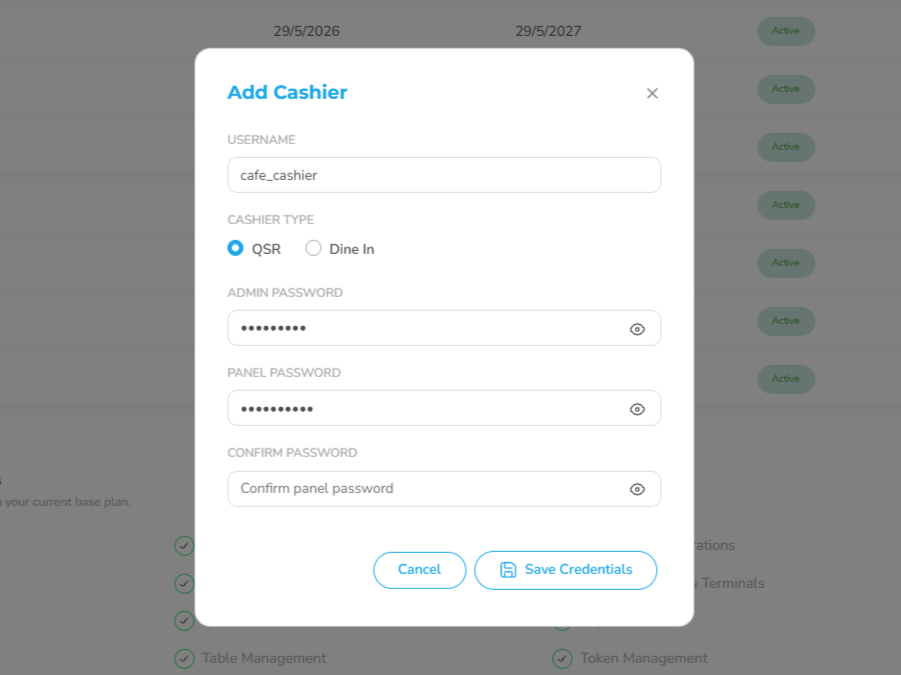 29/5/2026 29/5/2027 Active
Add Cashier
Active
USERNAME
Active
cafe_cashier
Active
CASHIER TYPE
QSR Dine In
Active
ADMIN PASSWORD
Active
PANEL PASSWORD
Active
CONFIRM PASSWORD
Confirm panel password
your current base plan.
Cancel Save Credentials
Terminals
Table Management Token Management